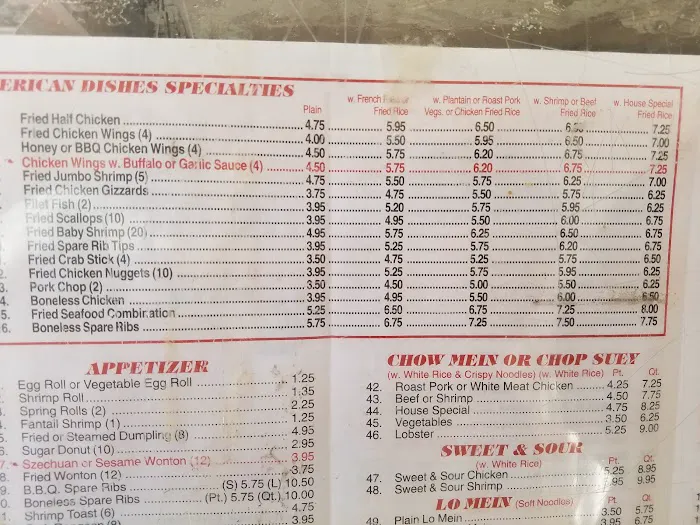 ERICAN DISHES SPECIALTIES
Plain
w. French Fried or Fried Rice
w. Plantain or Roast Pork Vegs. or Chicken Fried Rice
w. Shrimp or Beef Fried Rice
w. House Special Fried Rice
Fried Half Chicken 4.75 5.95 6.50 7.25
Fried Chicken Wings (4) 4.00 5.50 5.95 6.50 7.00
Honey or BBQ Chicken Wings (4) 4.50 5.75 6.20 6.75 7.25
Chicken Wings w. Buffalo or Garlic Sauce (4) 4.50 5.75 6.20 6.75 7.25
Fried Jumbo Shrimp (5) 4.75 5.50 5.75 6.25 7.00
Fried Chicken Gizzards 3.75 4.75 5.50 5.95 6.25
Filet Fish (2) 3.95 5.20 5.75 5.95 6.25
Fried Scallops (10) 3.95 4.95 5.50 6.00 6.75
Fried Baby Shrimp (20) 4.95 5.75 6.25 6.50 6.75
Fried Spare Rib Tips 3.95 5.25 5.75 6.20 6.75
Fried Crab Stick (4) 3.50 4.75 5.25 5.75 6.50
2. Fried Chicken Nuggets (10) 3.95 5.25 5.75 5.95 6.25
3. Pork Chop (2) 3.50 4.50 5.00 5.50 6.25
4. Boneless Chicken 3.95 4.95 5.50 6.00 6.50
5. Fried Seafood Combination 5.25 6.50 7.25 7.25 8.00
6. Boneless Spare Ribs 5.75 6.75 7.25 7.50 7.75
APPETIZER
Egg Roll or Vegetable Egg Roll 1.25
Shrimp Roll 1.35
Spring Rolls (2) 2.25
Fantail Shrimp (1) 1.25
5. Fried or Steamed Dumpling (8) 4.95
6. Sugar Donut (10) 2.95
7. Szechuan or Sesame Wonton (12) 3.95
8. Fried Wonton (12) 3.75
9. B.B.Q. Spare Ribs (S) 5.75 (L) 10.50
Boneless Spare Ribs (Pt.) 5.75 (Qt.) 10.00
Shrimp Toast (6) 4.75
3.95
CHOW MEIN OR CHOP SUEY
(w. White Rice & Crispy Noodles) (w. White Rice) Pt. Qt.
42. Roast Pork or White Meat Chicken 4.25 7.25
43. Beef or Shrimp 4.50 7.75
44. House Special 4.75 8.25
45. Vegetables 3.50 6.25
46. Lobster 5.25 9.00
SWEET & SOUR
(w. White Rice) Pt. Qt.
47. Sweet & Sour Chicken 5.25 8.95
48. Sweet & Sour Shrimp 9.95
LO MEIN (Soft Noodles) Pt. Qt.
49. Plain Lo Mein 3.50 5.75
3.95 6.75